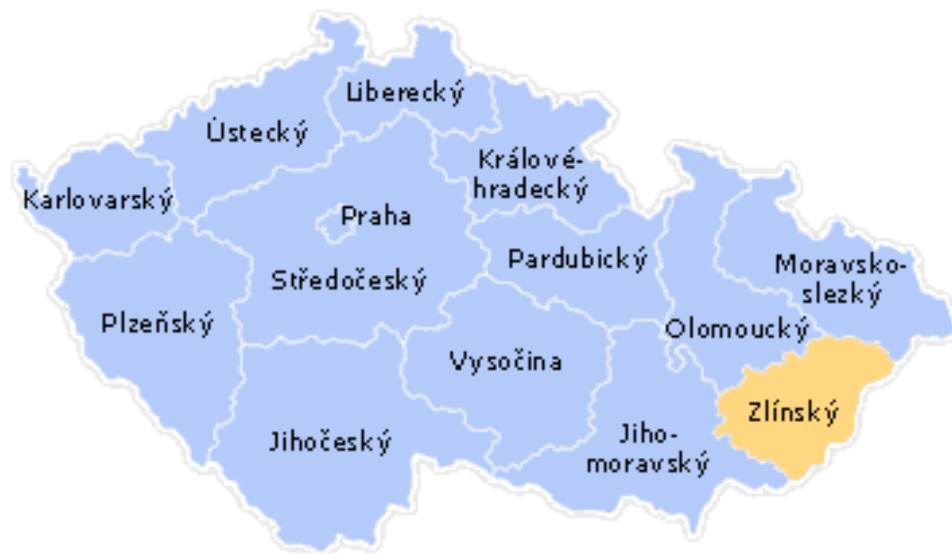 Liberecký
Ústecký
Králové-
hradecký
Karlovarský
Praha
Pardubický
Středočeský
Moravsko-
slezký
Plzeňský
Olomoucký
Vysočina
Zlínský
Jihočeský
Jiho-
moravský